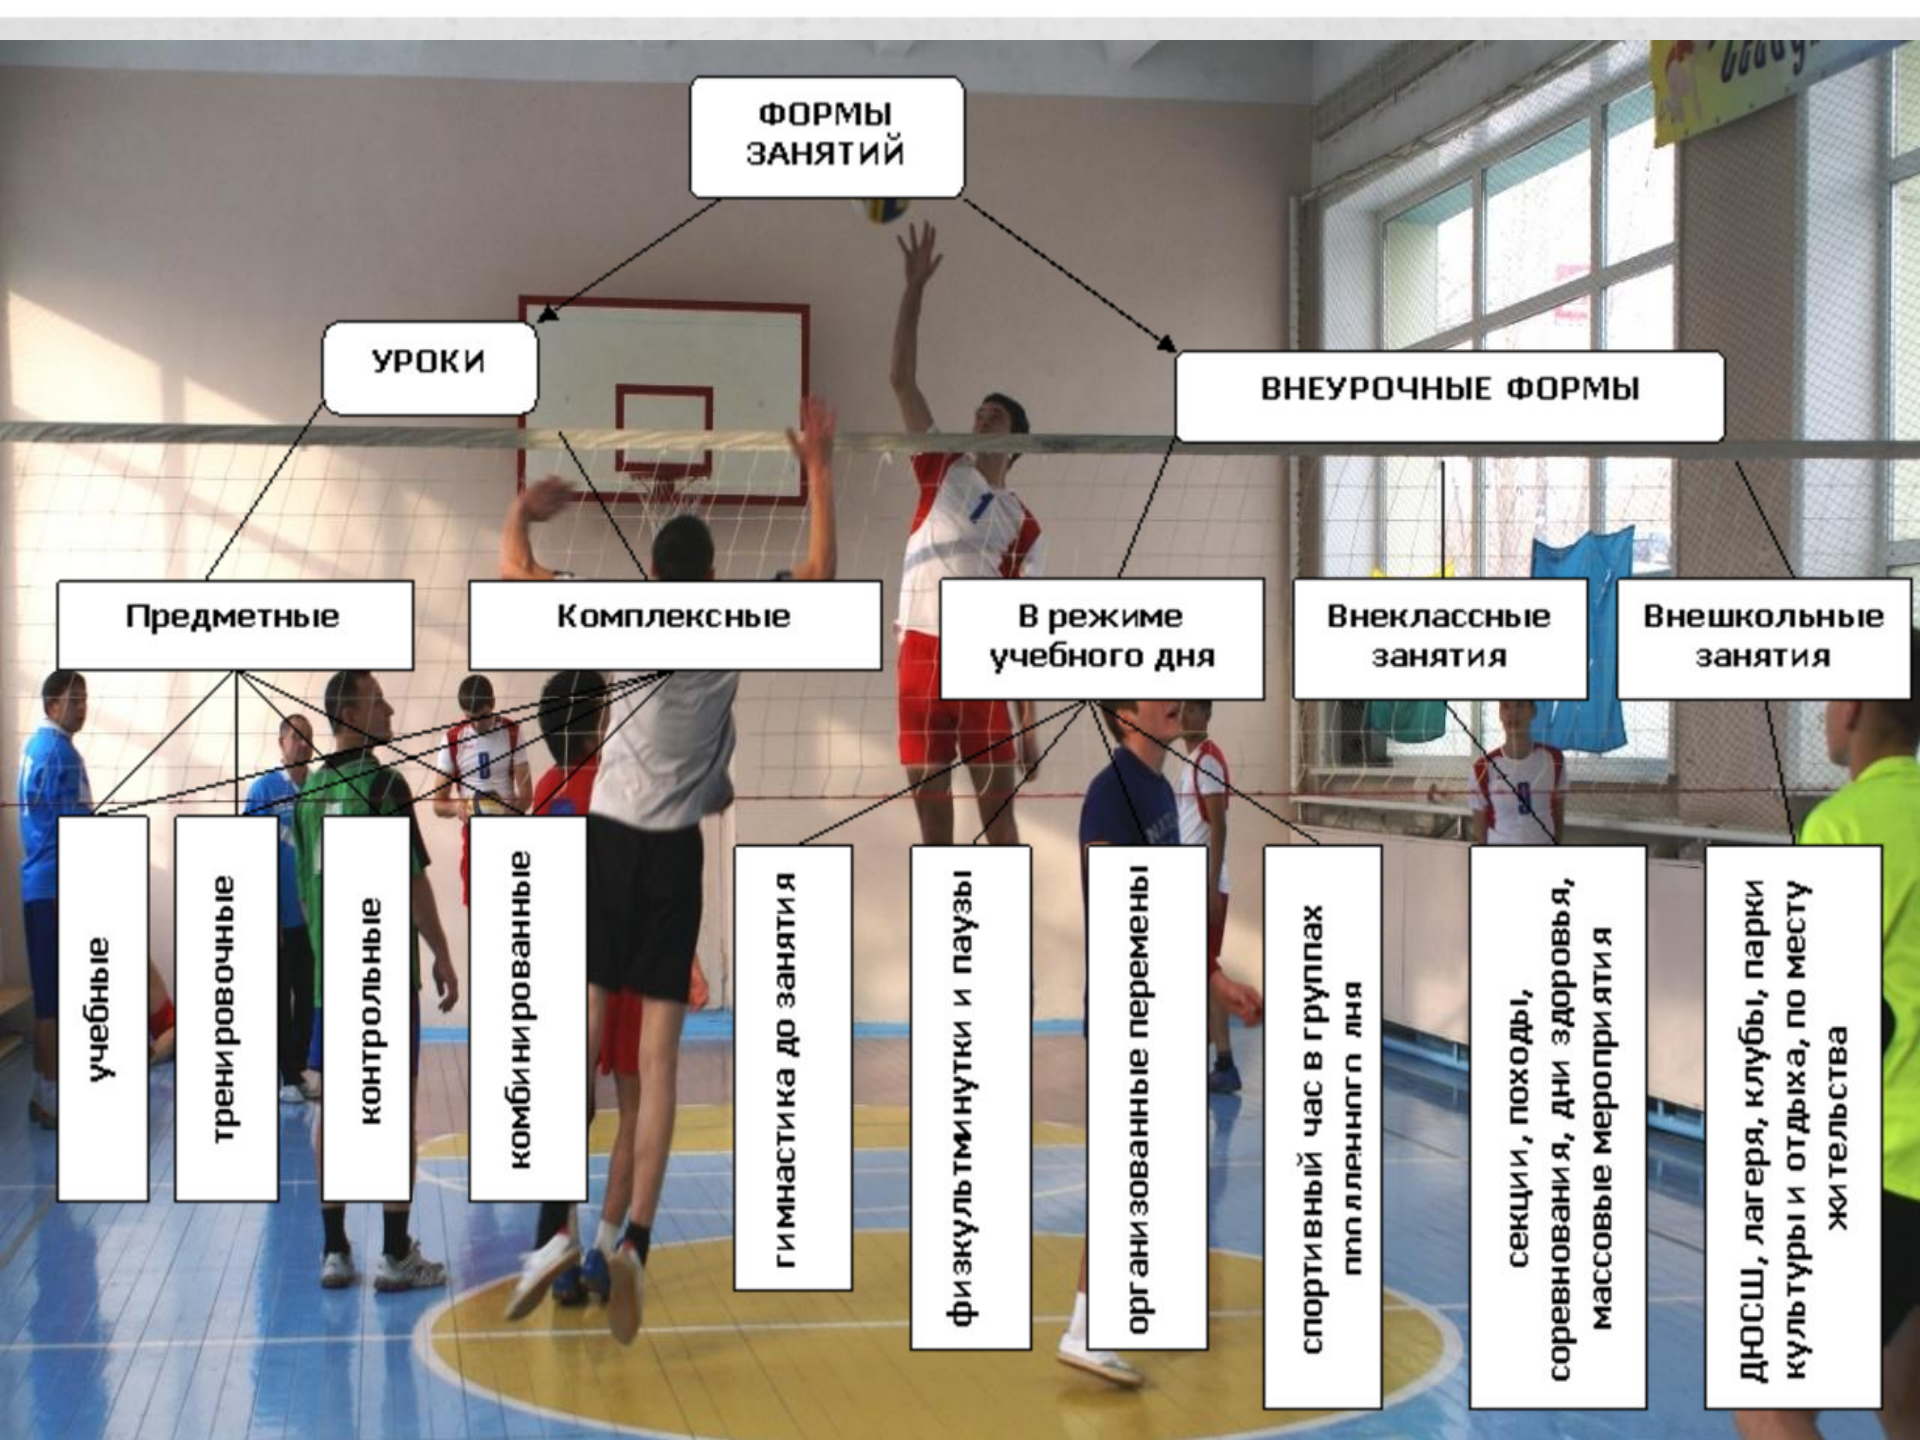 ФОРМЫ
ЗАНЯТИЙ
УРОКИ
ВНЕУРОЧНЫЕ ФОРМЫ
Предметные
Комплексные
В режиме
учебного дня
Внеклассные
занятия
Внешкольные
занятия
учебные
тренировочные
контрольные
комбинированные
гимнастика до занятия
физкультминутки и паузы
организованные перемены
спортивный час в группах
дня
секции, походы,
соревнования, дни здоровья,
массовые мероприятия
ДЮСШ, лагеря, клубы, парки
культуры и отдыха, по месту
жительства
1